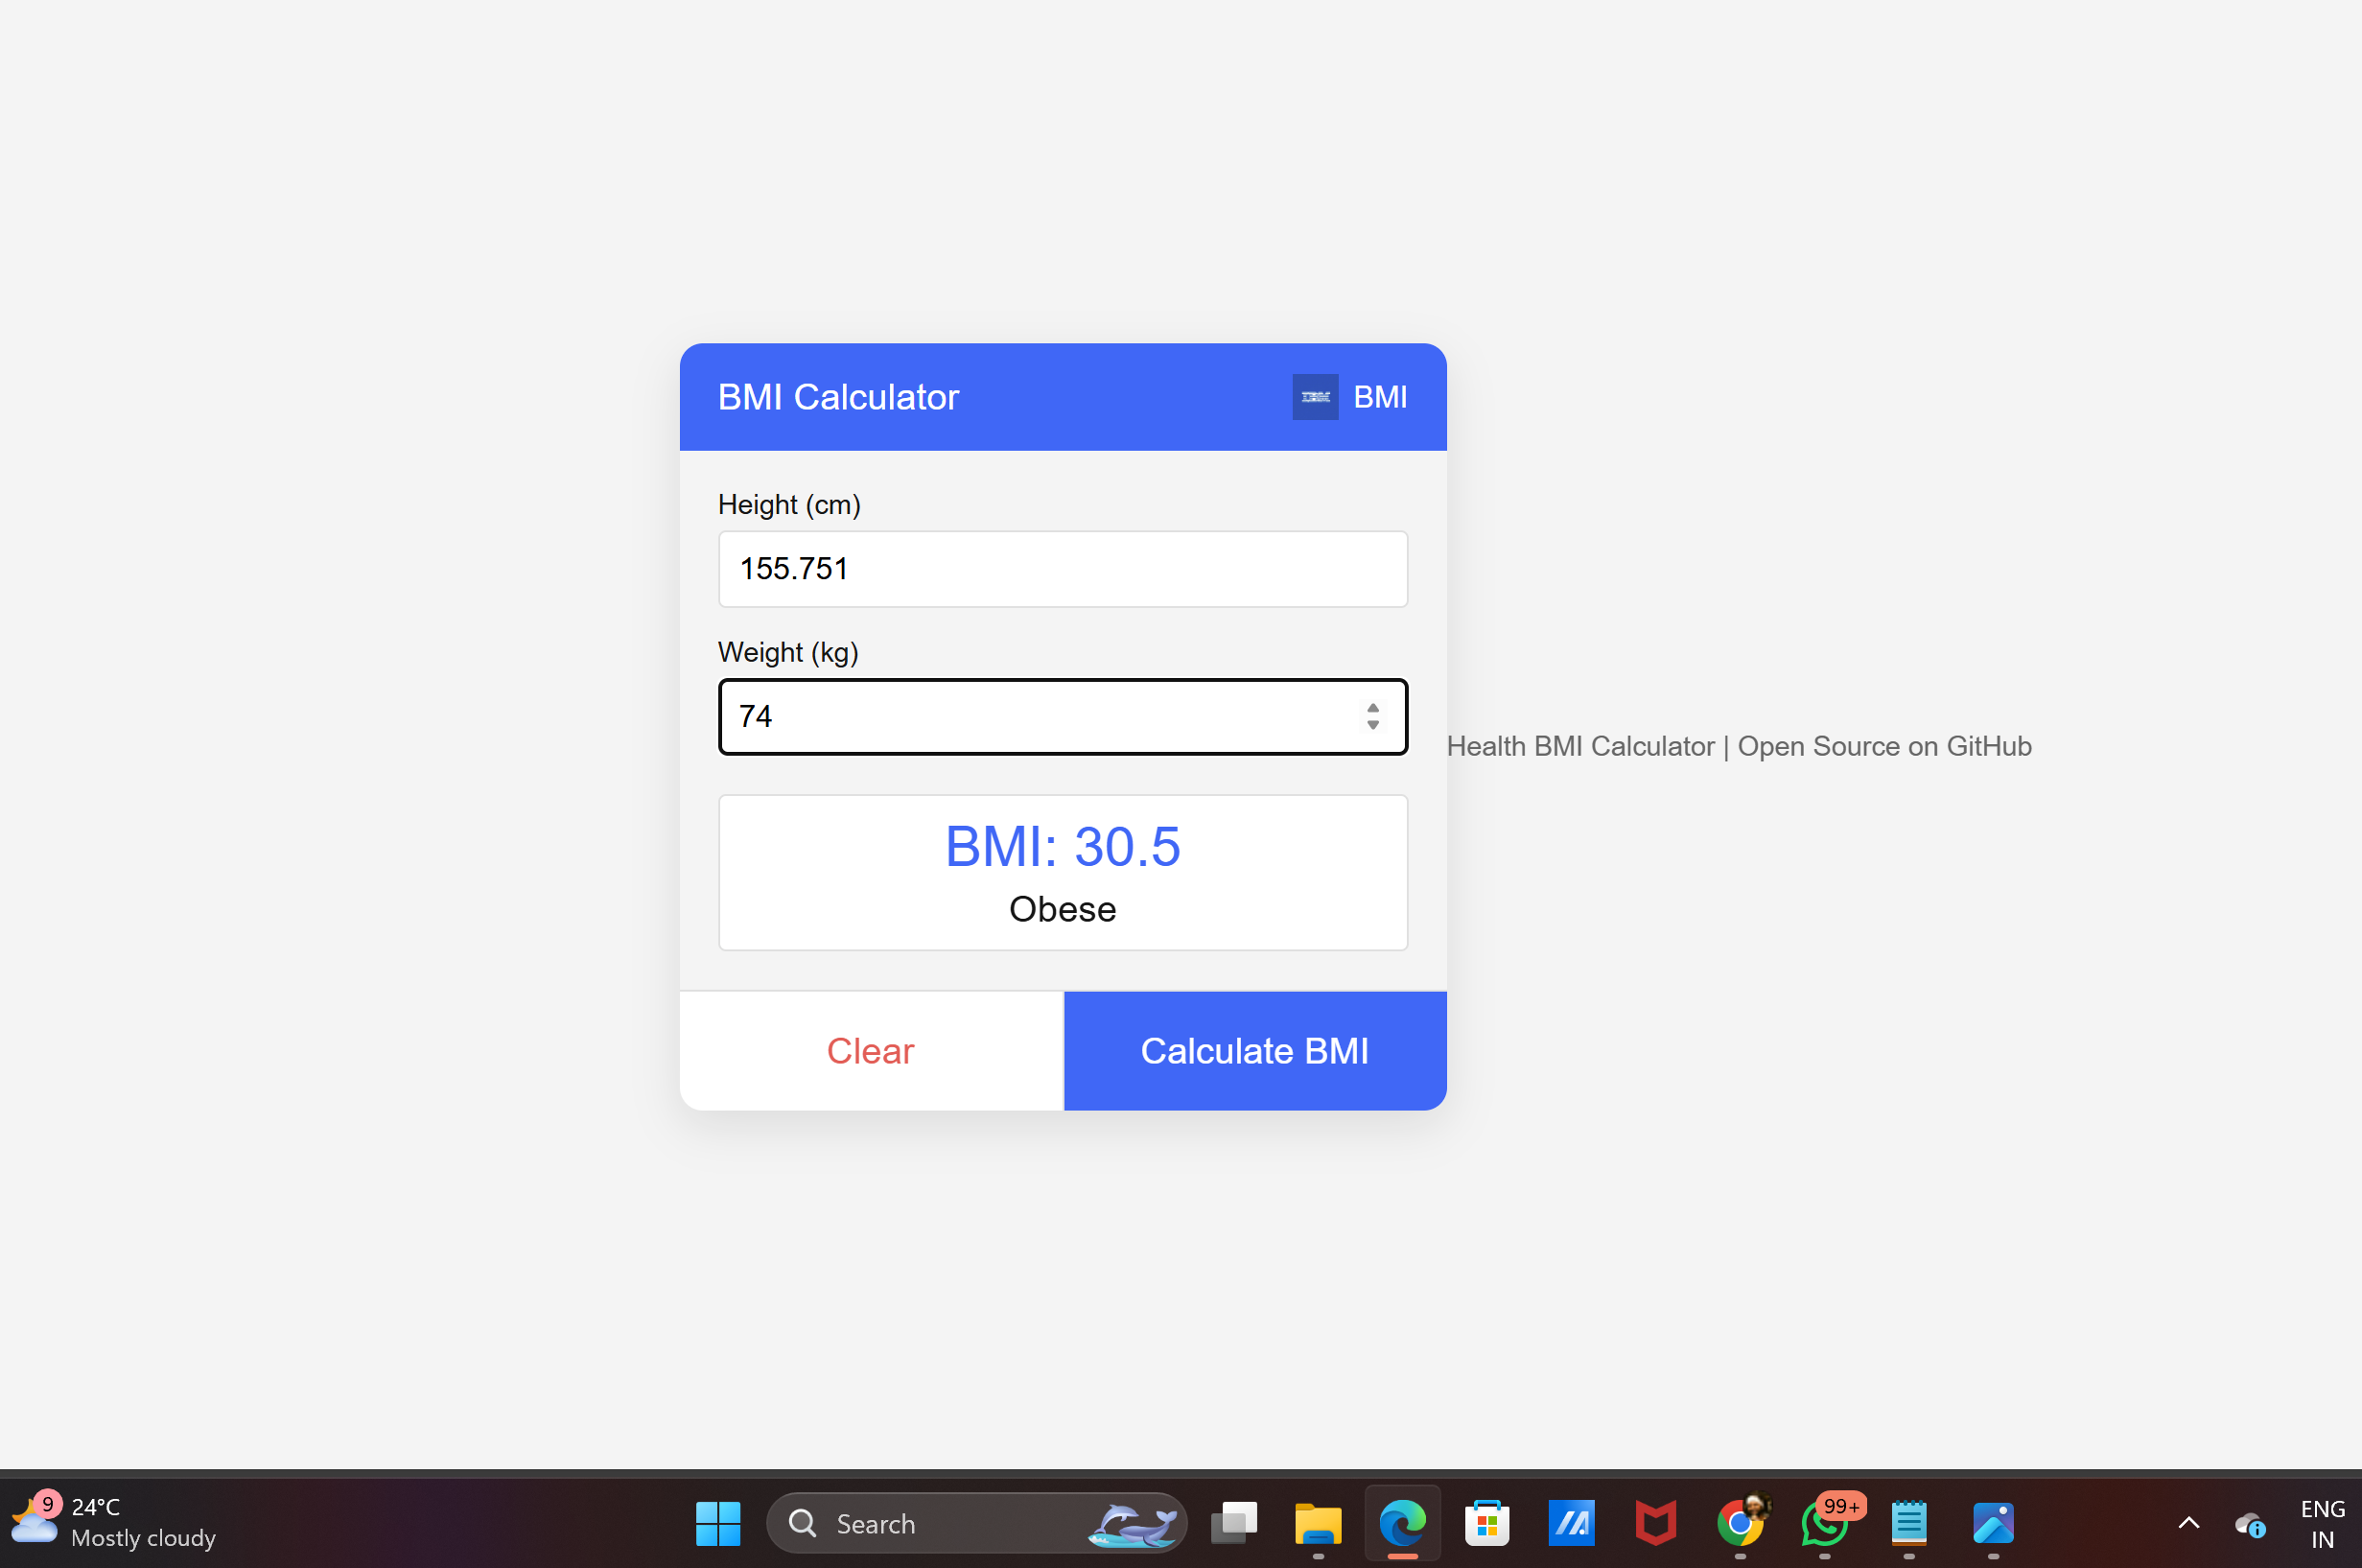 BMI Calculator
IBM BMI
Height (cm)
155.751
Weight (kg)
74
Health BMI Calculator | Open Source on GitHub
BMI: 30.5
Obese
Clear
Calculate BMI
9
24°C
Mostly cloudy
Search
99+
ENG
IN